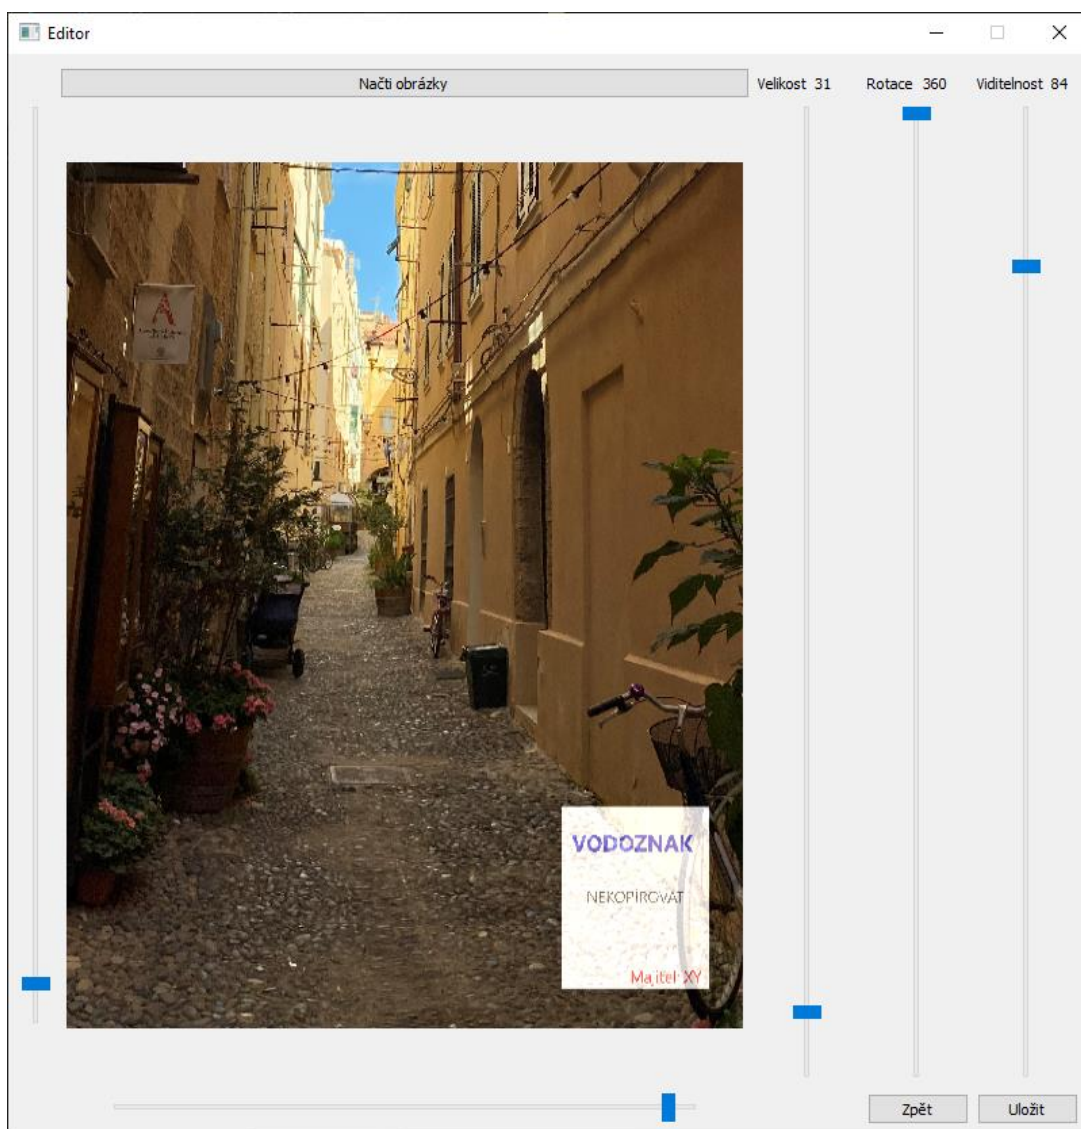 Editor
Načti obrázky
Velikost 31
Rotace 360
Viditelnost 84
A
VODOZNAK
NEKOPÍROVAT
Majitel: XY
Zpět
Uložit